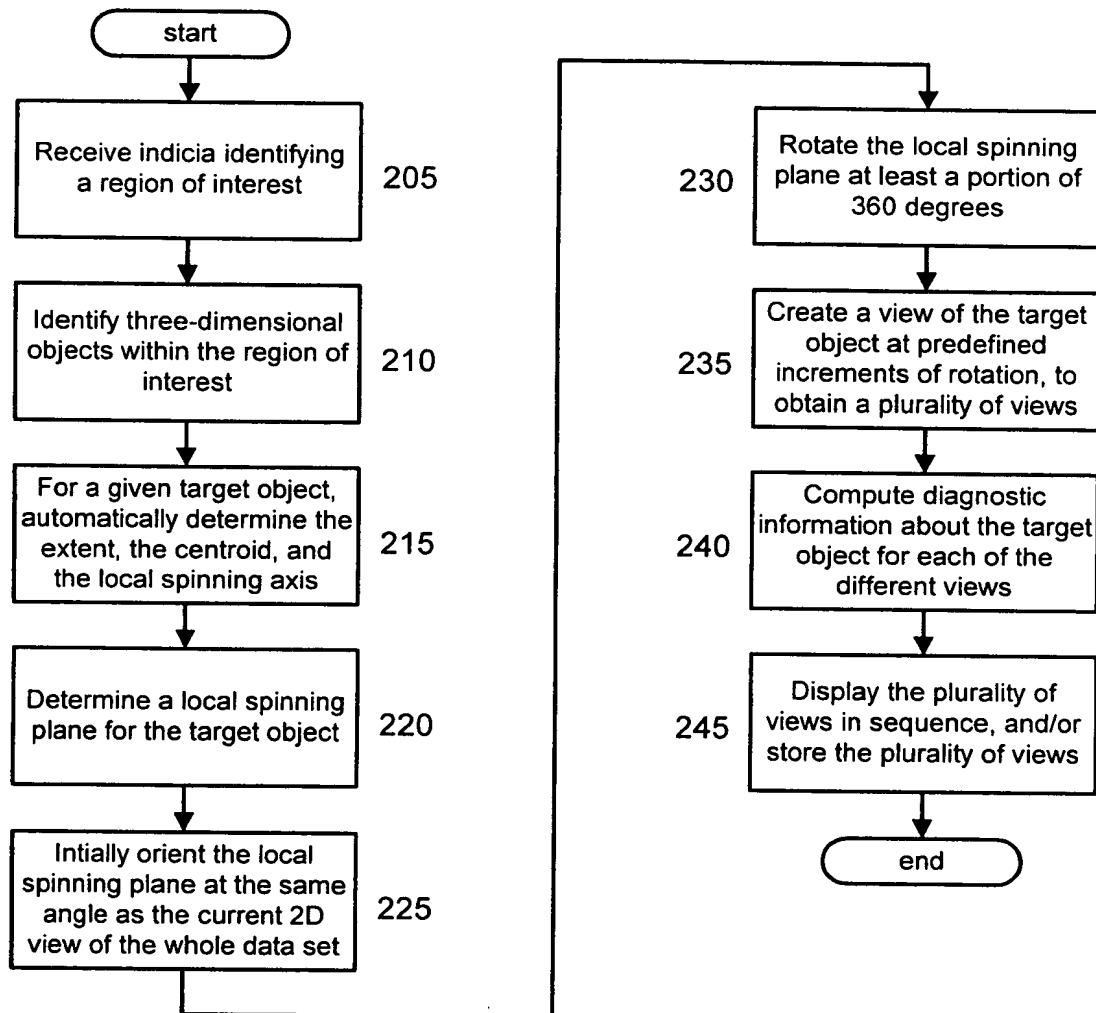 start
Receive indicia identifying
a region of interest
205
Identify three-dimensional
objects within the region of
interest
210
For a given target object,
automatically determine the
extent, the centroid, and
the local spinning axis
215
Determine a local spinning
plane for the target object
220
Intially orient the local
spinning plane at the same
angle as the current 2D
view of the whole data set
225
Rotate the local spinning
plane at least a portion of
360 degrees
230
Create a view of the target
object at predefined
increments of rotation, to
obtain a plurality of views
235
Compute diagnostic
information about the target
object for each of the
different views
240
Display the plurality of
views in sequence, and/or
store the plurality of views
245
end